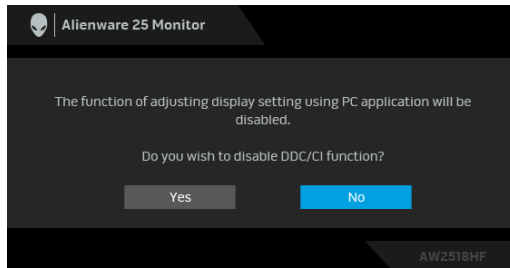 Alienware 25 Monitor
The function of adjusting display setting using PC application will be
disabled.
Do you wish to disable DDC/CI function?
Yes No
AW2518HF